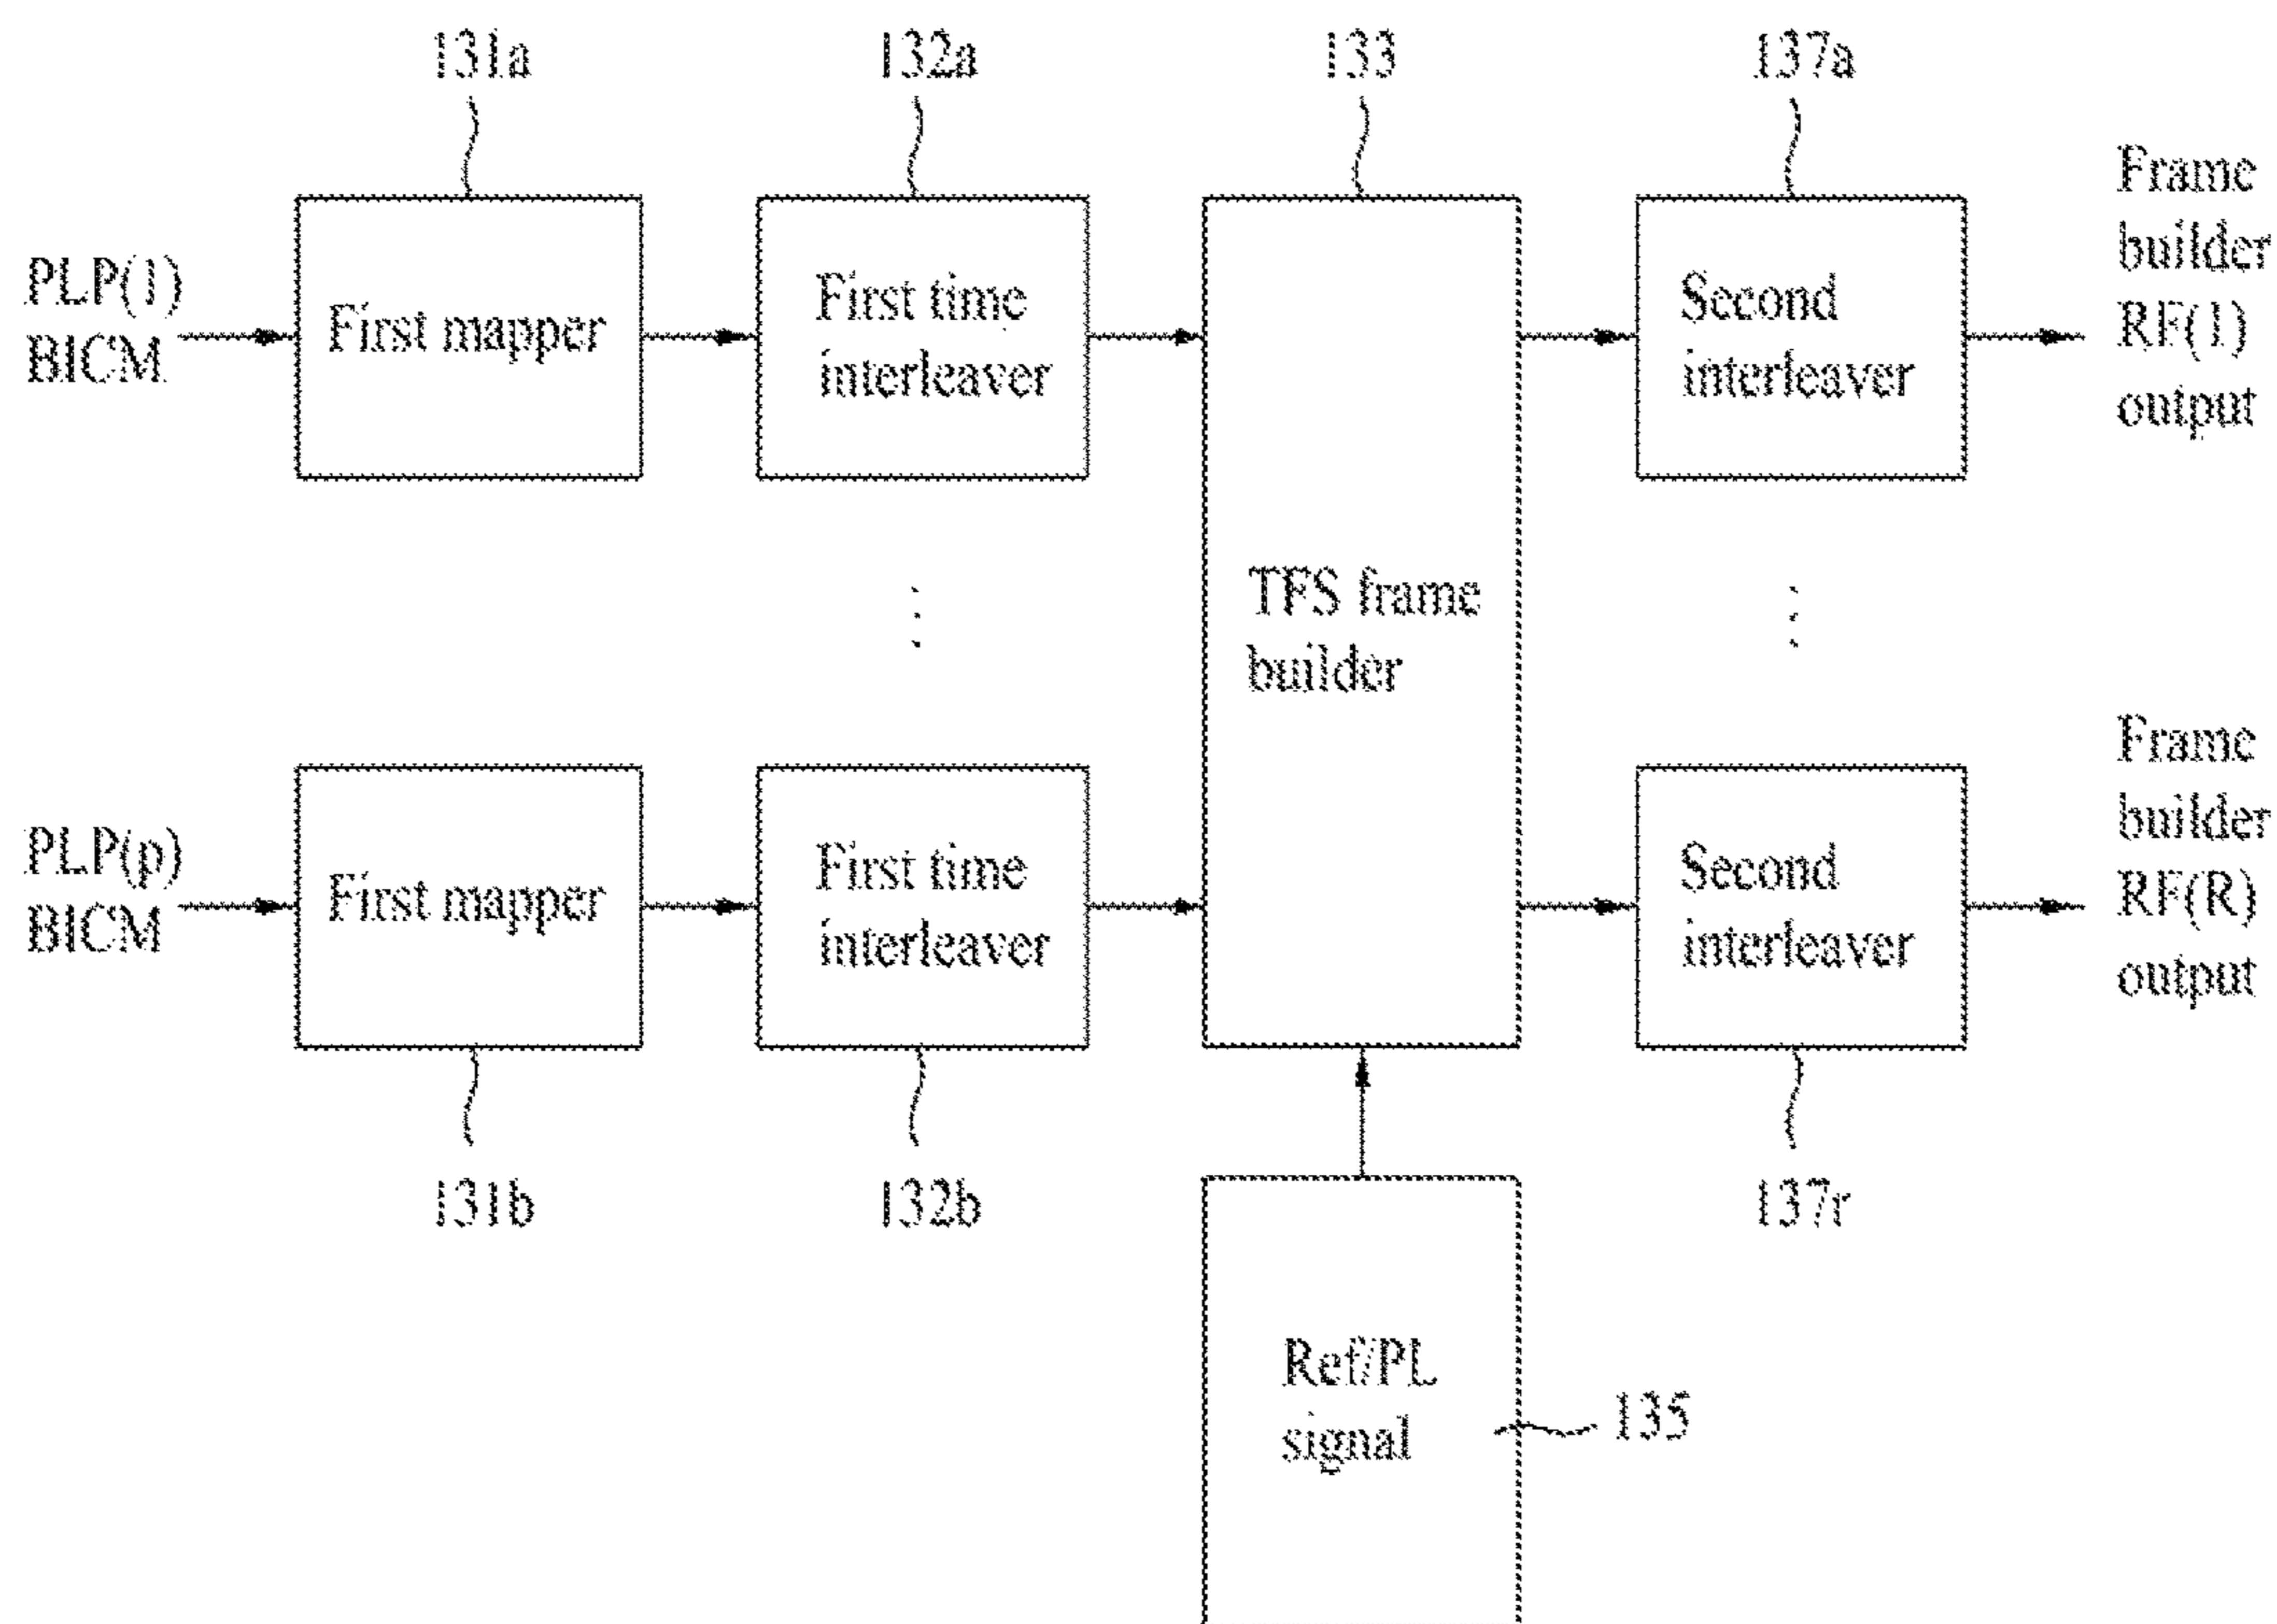 131a
132a
133
137a
PLP(1)
BICM
First mapper
First time
interleaver
TFS frame
builder
Second
interleaver
Frame
builder
RF(1)
output
PLP(p)
BICM
First mapper
First time
interleaver
Second
interleaver
Frame
builder
RF(R)
output
131b
132b
137r
Ref/PL
signal
135